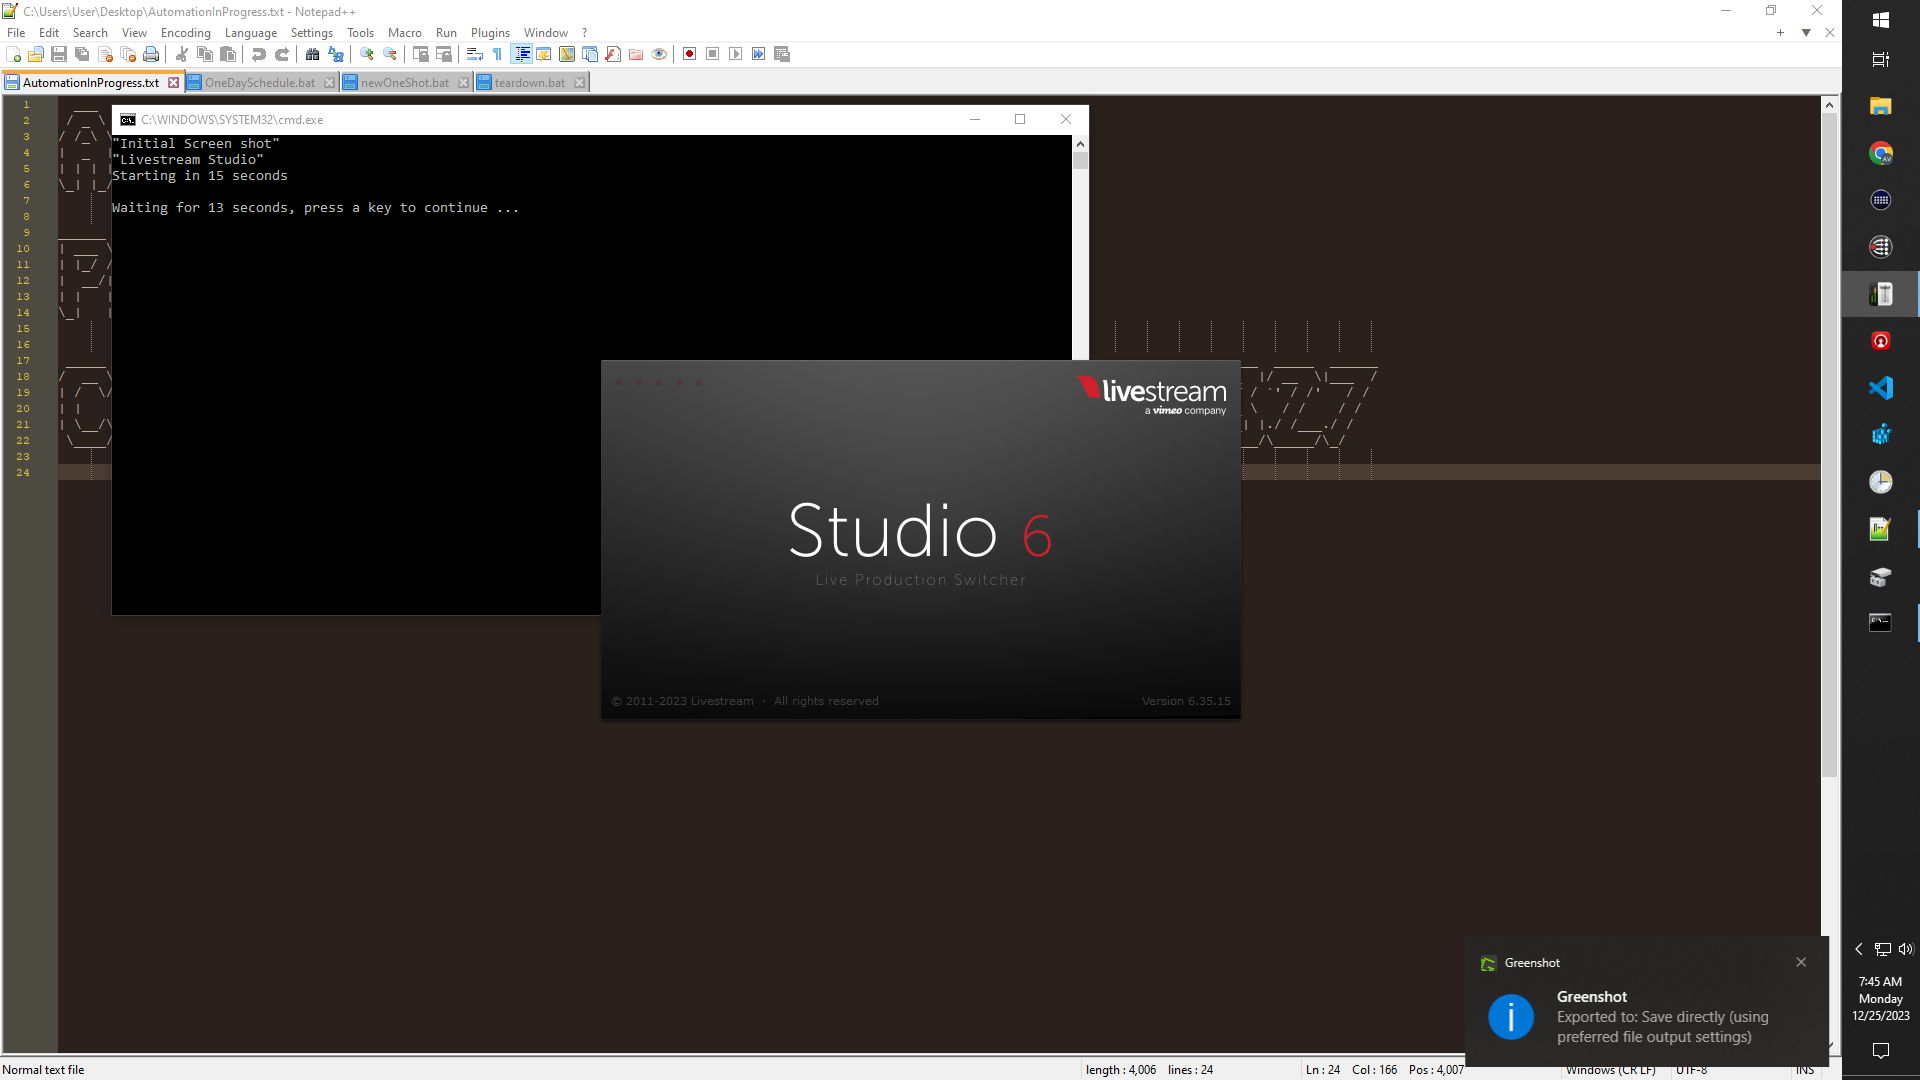 C:\Users\User\Desktop\AutomationInProgress.txt - Notepad++
File Edit Search View Encoding Language Settings Tools Macro Run Plugins Window ?
AutomationInProgress.txt OneDaySchedule.bat newOneShot.bat teardown.bat
C:\WINDOWS\SYSTEM32\cmd.exe
"Initial Screen shot"
"Livestream Studio"
Starting in 15 seconds
Waiting for 13 seconds, press a key to continue ...
1
2
3
4
5
6
7
8
9
10
11
12
13
14
15
16
17
18
19
20
21
22
23
24
livestream
a vimeo company
Studio 6
Live Production Switcher
© 2011-2023 Livestream · All rights reserved
Version 6.35.15
Greenshot
Greenshot
Exported to: Save directly (using
preferred file output settings)
7:45 AM
Monday
12/25/2023
Normal text file length : 4,006 lines : 24 Ln : 24 Col : 166 Pos : 4,007 Windows (CR LF) UTF-8 INS